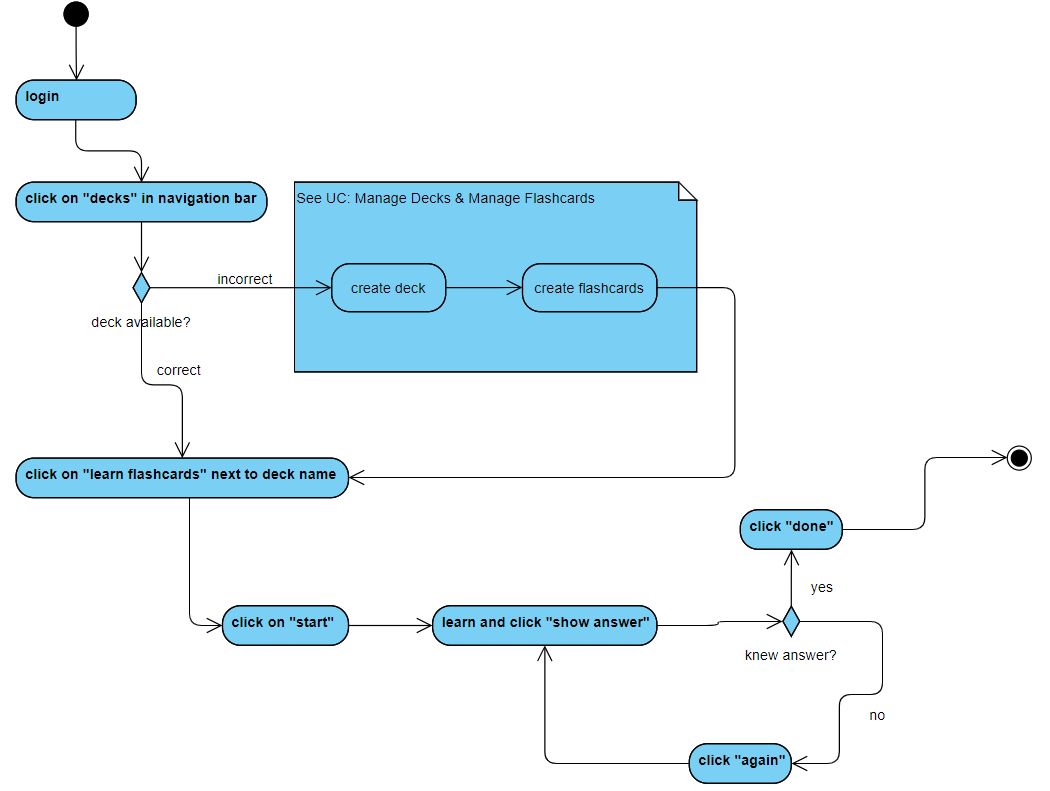 login
click on "decks" in navigation bar
See UC: Manage Decks & Manage Flashcards
incorrect
create deck
create flashcards
deck available?
correct
click on "learn flashcards" next to deck name
click "done"
yes
click on "start"
learn and click "show answer"
knew answer?
no
click "again"